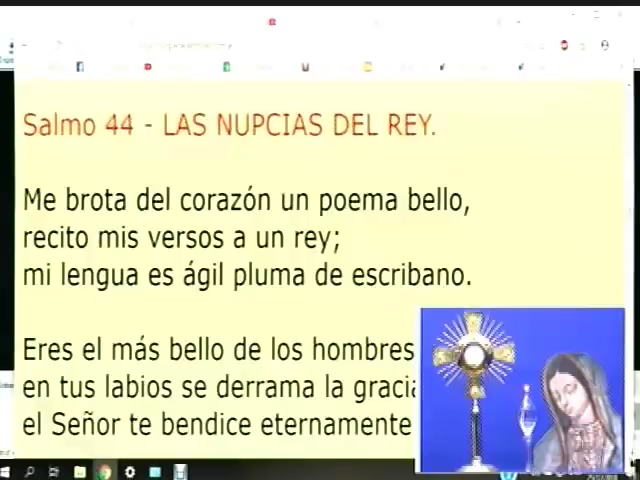 Salmo 44 - LAS NUPCIAS DEL REY.
Me brota del corazón un poema bello,
recito mis versos a un rey;
mi lengua es ágil pluma de escribano.
Eres el más bello de los hombres
en tus labios se derrama la gracia
el Señor te bendice eternamente